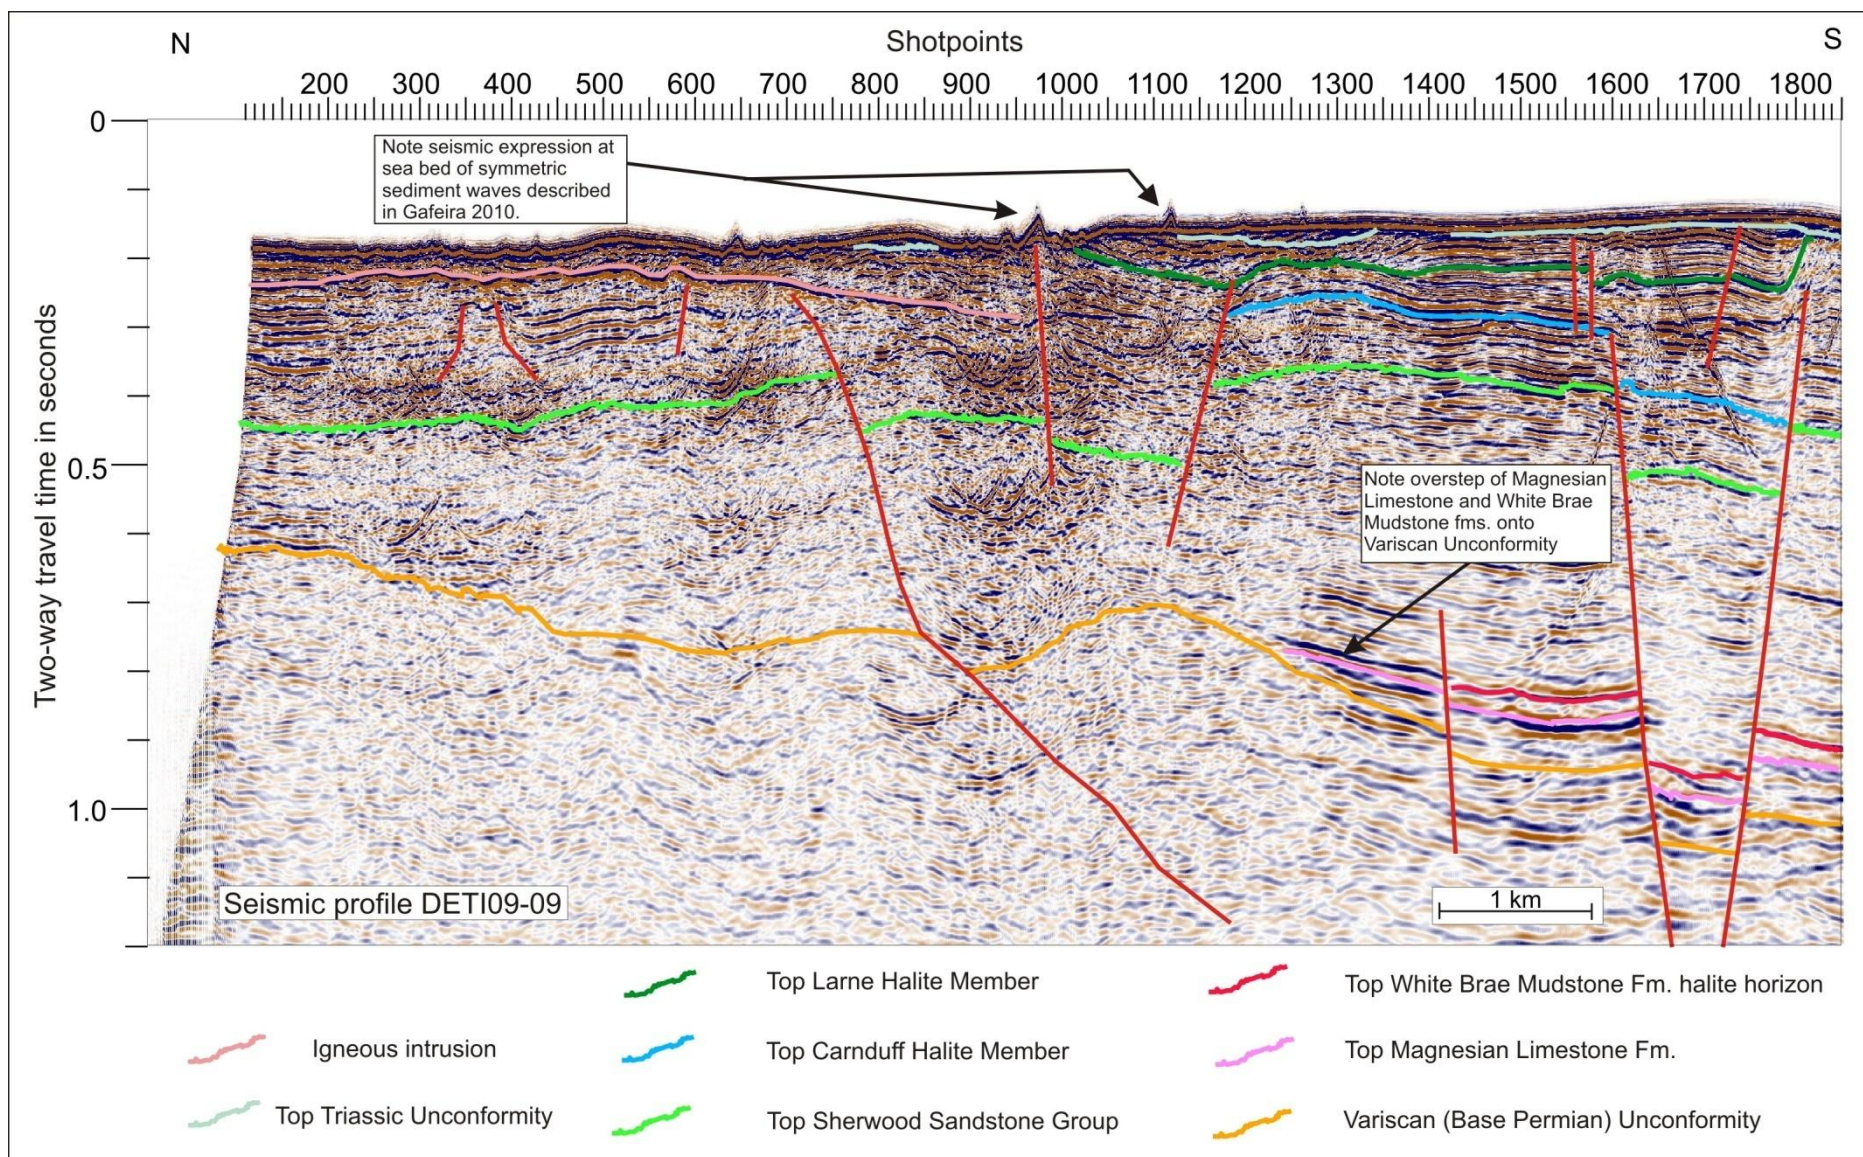 N
Shotpoints
S
200 300 400 500 600 700 800 900 1000 1100 1200 1300 1400 1500 1600 1700 1800
0
Note seismic expression at
sea bed of symmetric
sediment waves described
in Gafeira 2010.
Two-way travel time in seconds
0.5
Note overstep of Magnesian
Limestone and White Brae
Mudstone fms. onto
Variscan Unconformity
1.0
Seismic profile DETI09-09
1 km
Top Larne Halite Member
Top White Brae Mudstone Fm. halite horizon
Igneous intrusion
Top Carnduff Halite Member
Top Magnesian Limestone Fm.
Top Triassic Unconformity
Top Sherwood Sandstone Group
Variscan (Base Permian) Unconformity